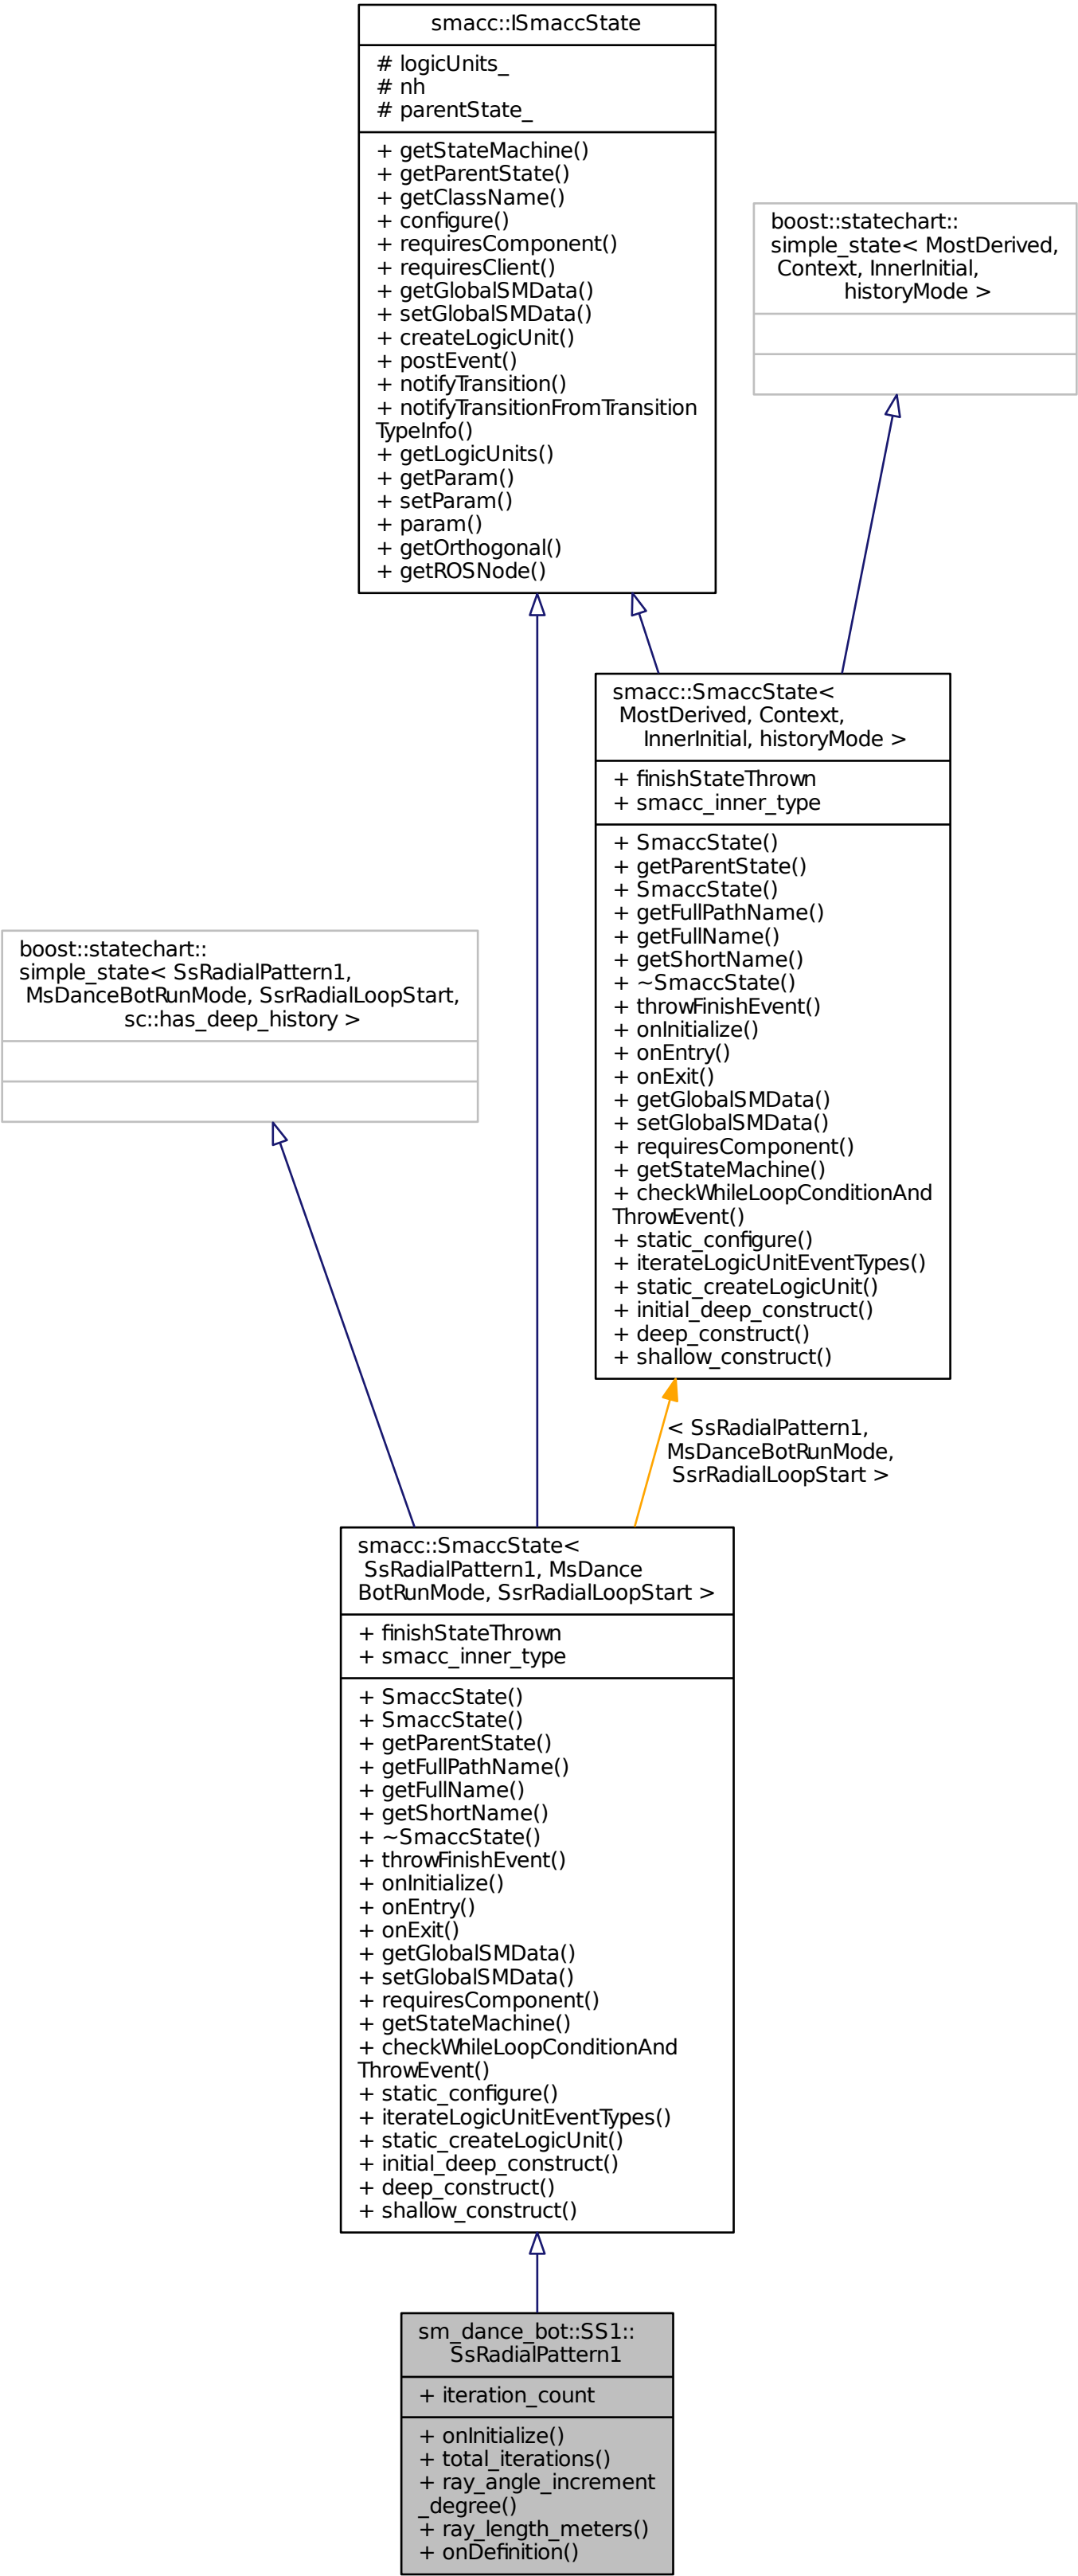 smacc::ISmaccState
# logicUnits_
# nh
# parentState_
+ getStateMachine()
+ getParentState()
+ getClassName()
+ configure()
+ requiresComponent()
+ requiresClient()
+ getGlobalSMData()
+ setGlobalSMData()
+ createLogicUnit()
+ postEvent()
+ notifyTransition()
+ notifyTransitionFromTransition
TypeInfo()
+ getLogicUnits()
+ getParam()
+ setParam()
+ param()
+ getOrthogonal()
+ getROSNode()
boost::statechart::
simple_state< MostDerived,
Context, InnerInitial,
historyMode >
smacc::SmaccState<
MostDerived, Context,
InnerInitial, historyMode >
+ finishStateThrown
+ smacc_inner_type
+ SmaccState()
+ getParentState()
+ SmaccState()
+ getFullPathName()
+ getFullName()
+ getShortName()
+ ~SmaccState()
+ throwFinishEvent()
+ onInitialize()
+ onEntry()
+ onExit()
+ getGlobalSMData()
+ setGlobalSMData()
+ requiresComponent()
+ getStateMachine()
+ checkWhileLoopConditionAnd
ThrowEvent()
+ static_configure()
+ iterateLogicUnitEventTypes()
+ static_createLogicUnit()
+ initial_deep_construct()
+ deep_construct()
+ shallow_construct()
boost::statechart::
simple_state< SsRadialPattern1,
MsDanceBotRunMode, SsrRadialLoopStart,
sc::has_deep_history >
< SsRadialPattern1,
MsDanceBotRunMode,
SsrRadialLoopStart >
smacc::SmaccState<
SsRadialPattern1, MsDance
BotRunMode, SsrRadialLoopStart >
+ finishStateThrown
+ smacc_inner_type
+ SmaccState()
+ SmaccState()
+ getParentState()
+ getFullPathName()
+ getFullName()
+ getShortName()
+ ~SmaccState()
+ throwFinishEvent()
+ onInitialize()
+ onEntry()
+ onExit()
+ getGlobalSMData()
+ setGlobalSMData()
+ requiresComponent()
+ getStateMachine()
+ checkWhileLoopConditionAnd
ThrowEvent()
+ static_configure()
+ iterateLogicUnitEventTypes()
+ static_createLogicUnit()
+ initial_deep_construct()
+ deep_construct()
+ shallow_construct()
sm_dance_bot::SS1::
SsRadialPattern1
+ iteration_count
+ onInitialize()
+ total_iterations()
+ ray_angle_increment
_degree()
+ ray_length_meters()
+ onDefinition()